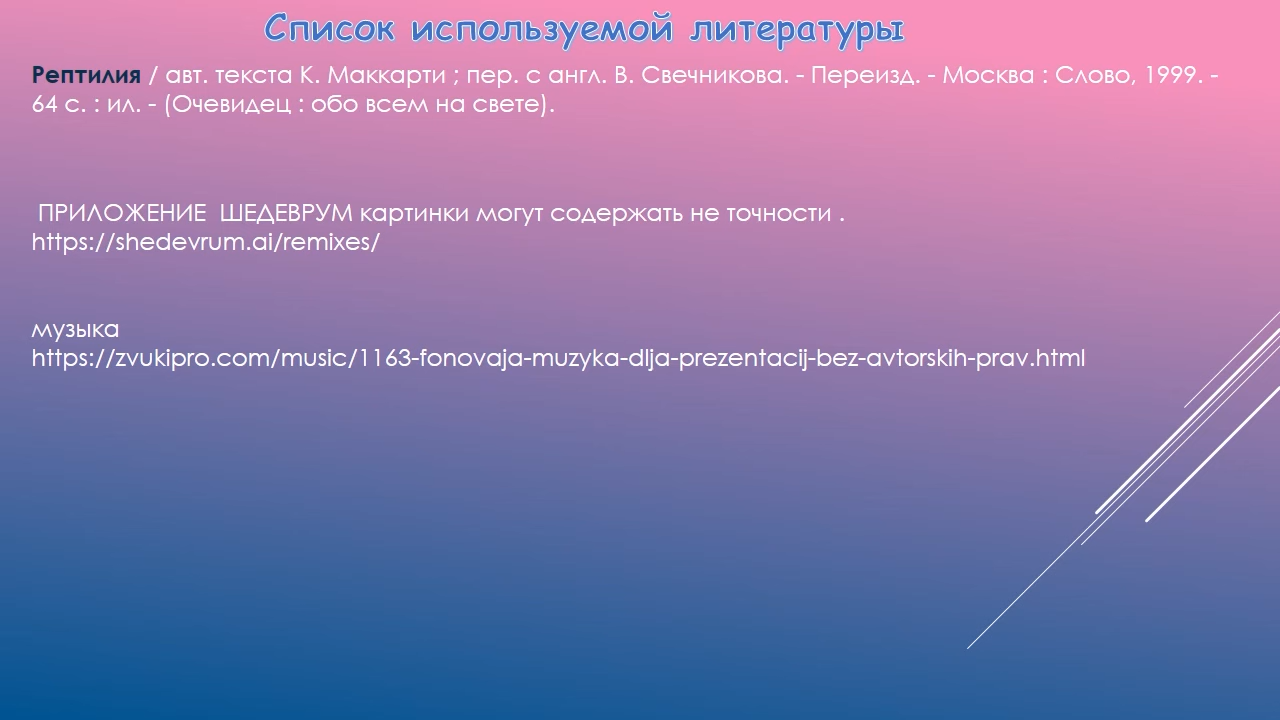 Список используемой литературы
Рептилия / авт. текста К. Маккарти ; пер. с англ. В. Свечникова. - Переизд. - Москва : Слово, 1999. -
64 с. : ил. - (Очевидец : обо всем на свете).
ПРИЛОЖЕНИЕ  ШЕДЕВРУМ картинки могут содержать не точности .
https://shedevrum.ai/remixes/
музыка
https://zvukipro.com/music/1163-fonovaja-muzyka-dlja-prezentacij-bez-avtorskih-prav.html